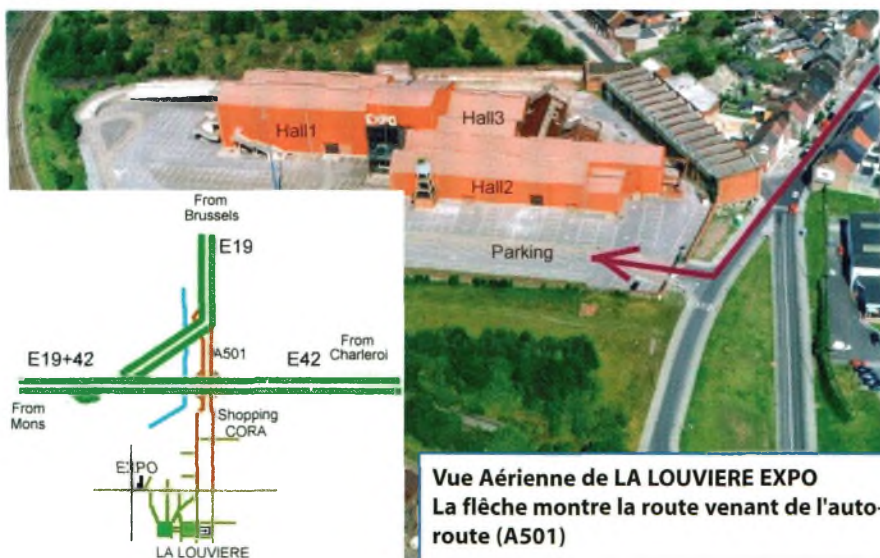 EXPO
Hall1
Hall3
Hall2
Parking
From
Brussels
E19
A501
E19+42
E42
From
Charleroi
From
Mons
Shopping
CORA
EXPO
LA LOUVIERE
Vue Aérienne de LA LOUVIERE EXPO
La flêche montre la route venant de l'auto-
route (A501)